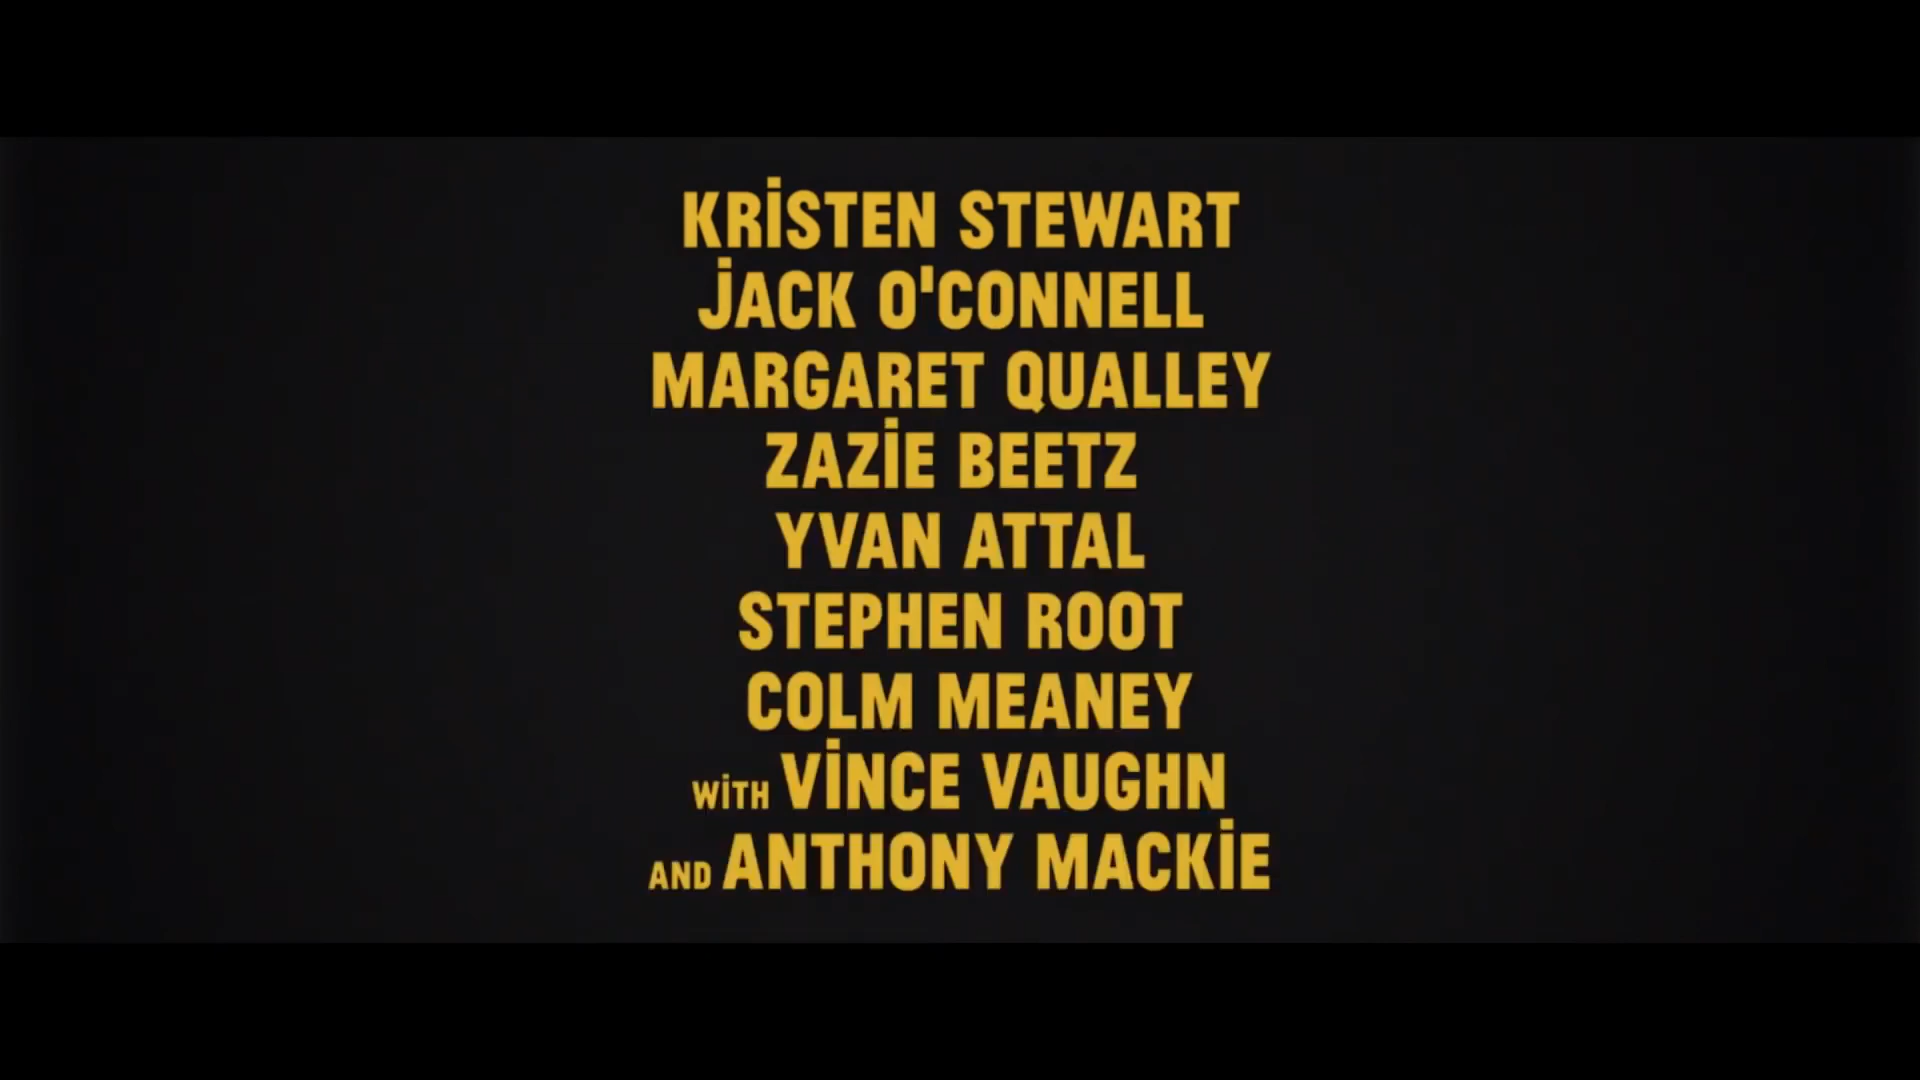 KRiSTEN STEWART
jACK O'CONNELL
MARGARET QUALLEY
ZAZiE BEETZ
YVAN ATTAL
STEPHEN ROOT
COLM MEANEY
WiTH ViNCE VAUGHN
AND ANTHONY MACKiE